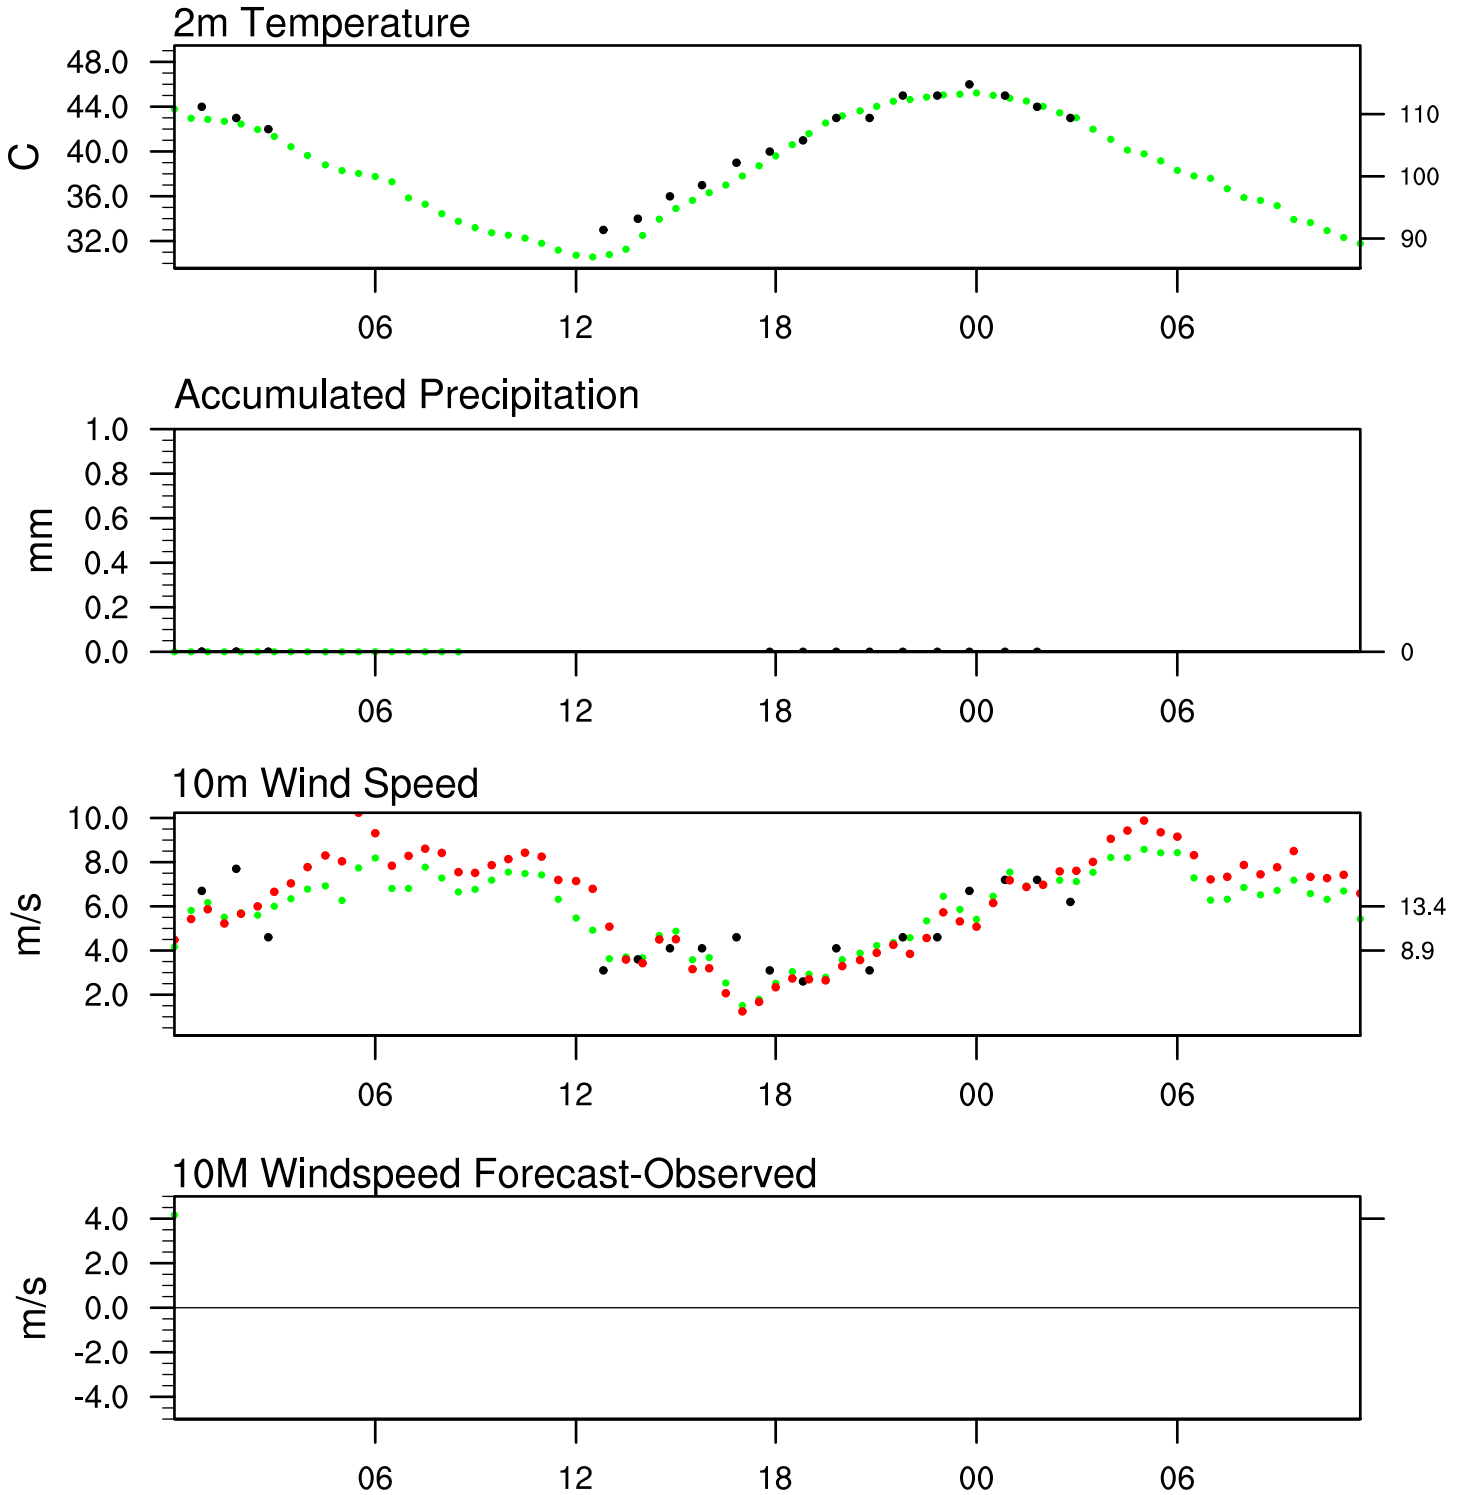 2m Temperature
48.0
44.0
40.0
36.0
32.0
C
110
100
90
06 12 18 00 06
Accumulated Precipitation
1.0
0.8
0.6
0.4
0.2
0.0
mm
0
06 12 18 00 06
10m Wind Speed
10.0
8.0
6.0
4.0
2.0
m/s
13.4
8.9
06 12 18 00 06
10M Windspeed Forecast-Observed
4.0
2.0
0.0
-2.0
-4.0
m/s
06 12 18 00 06